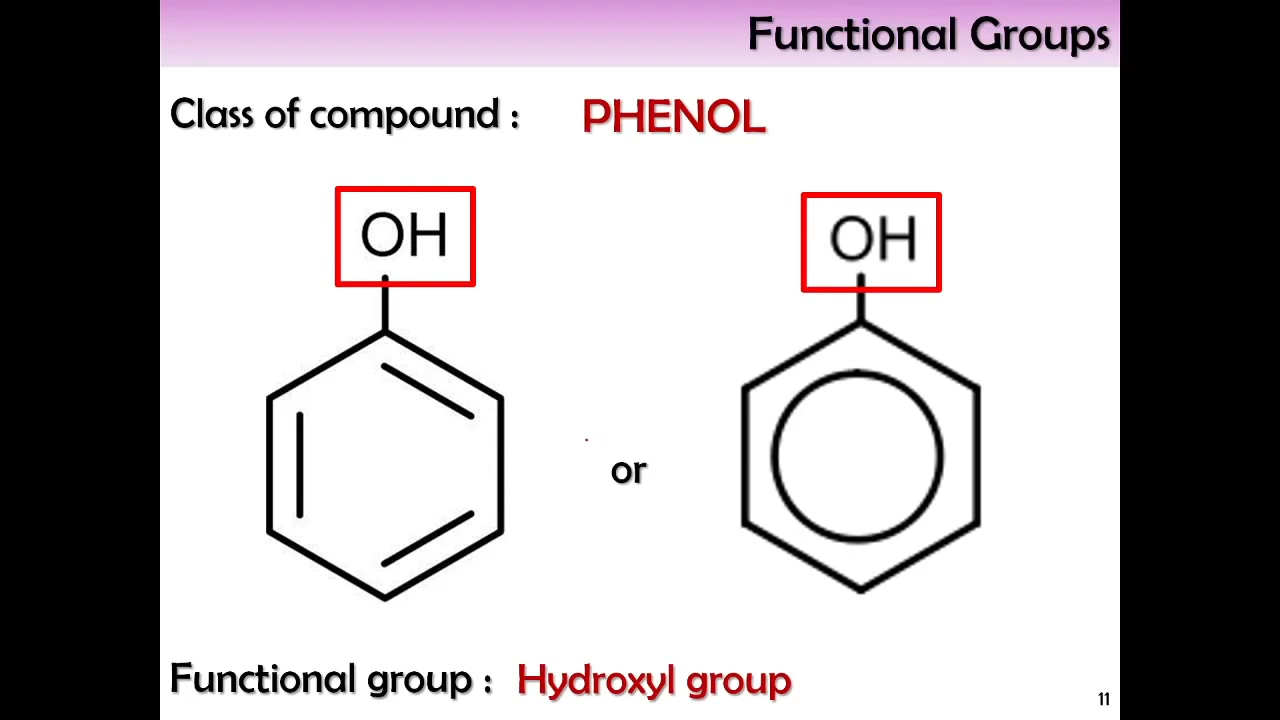 Functional Groups
Class of compound : PHENOL
OH OH
or
Functional group : Hydroxyl group
11